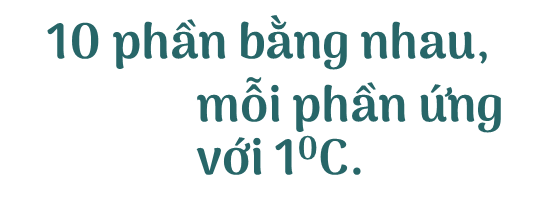 10 phần bằng nhau,
mỗi phần ứng
với 1⁰C.